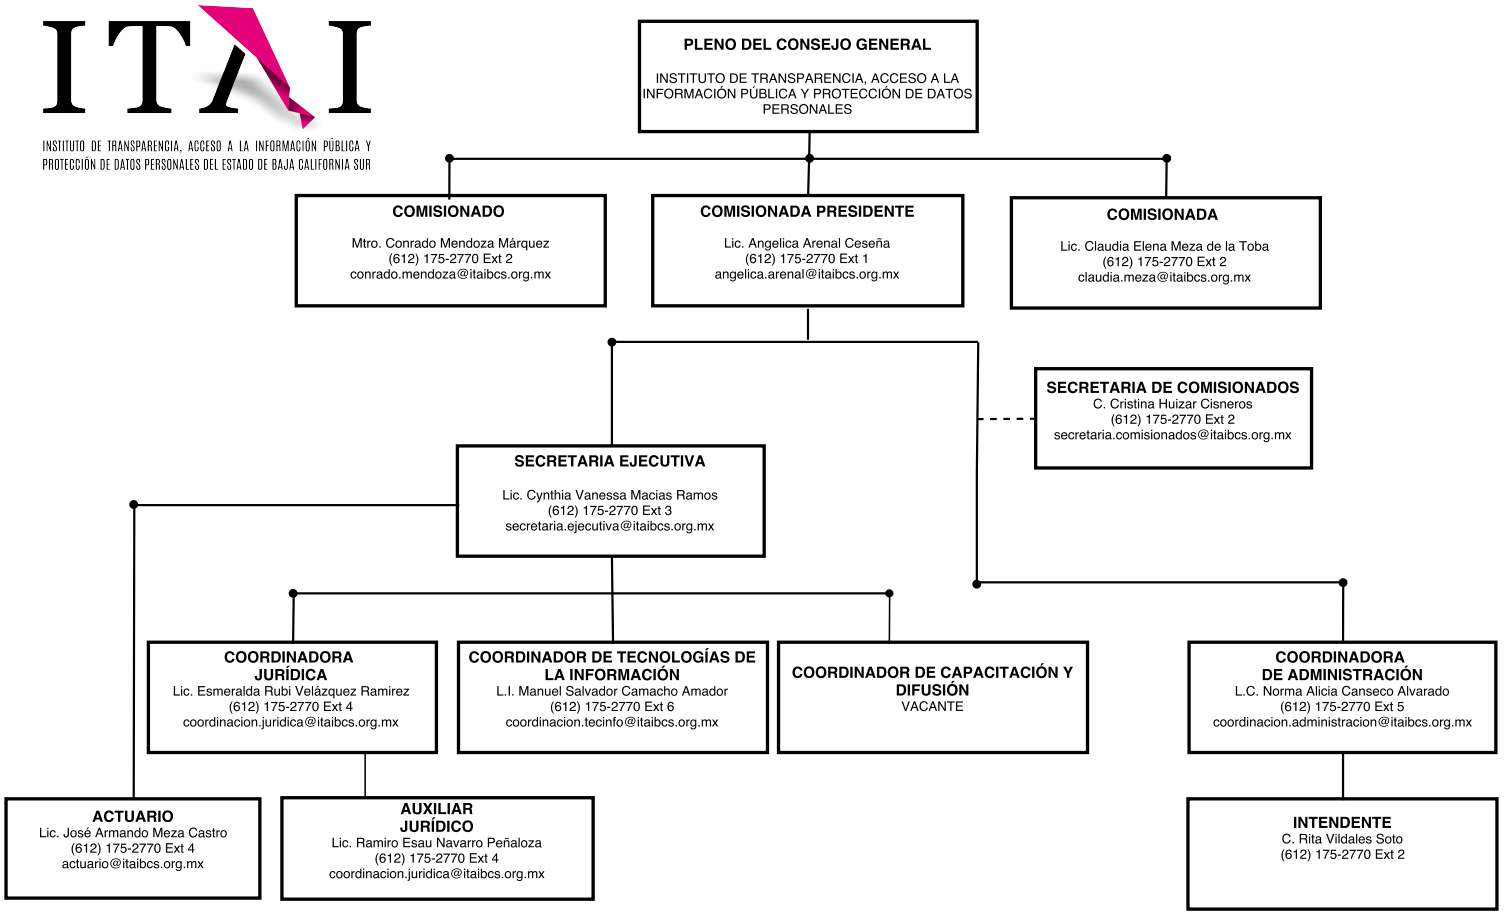 ITAI
INSTITUTO DE TRANSPARENCIA, ACCESO A LA INFORMACIÓN PÚBLICA Y
PROTECCIÓN DE DATOS PERSONALES DEL ESTADO DE BAJA CALIFORNIA SUR
PLENO DEL CONSEJO GENERAL
INSTITUTO DE TRANSPARENCIA, ACCESO A LA
INFORMACIÓN PÚBLICA Y PROTECCIÓN DE DATOS
PERSONALES
COMISIONADO
Mtro. Conrado Mendoza Márquez
(612) 175-2770 Ext 2
conrado.mendoza@itaibcs.org.mx
COMISIONADA PRESIDENTE
Lic. Angelica Arenal Ceseña
(612) 175-2770 Ext 1
angelica.arenal@itaibcs.org.mx
COMISIONADA
Lic. Claudia Elena Meza de la Toba
(612) 175-2770 Ext 2
claudia.meza@itaibcs.org.mx
SECRETARIA DE COMISIONADOS
C. Cristina Huizar Cisneros
(612) 175-2770 Ext 2
secretaria.comisionados@itaibcs.org.mx
SECRETARIA EJECUTIVA
Lic. Cynthia Vanessa Macias Ramos
(612) 175-2770 Ext 3
secretaria.ejecutiva@itaibcs.org.mx
COORDINADORA
JURÍDICA
Lic. Esmeralda Rubi Velázquez Ramirez
(612) 175-2770 Ext 4
coordinacion.juridica@itaibcs.org.mx
COORDINADOR DE TECNOLOGÍAS DE
LA INFORMACIÓN
L.I. Manuel Salvador Camacho Amador
(612) 175-2770 Ext 6
coordinacion.tecinfo@itaibcs.org.mx
COORDINADOR DE CAPACITACIÓN Y
DIFUSIÓN
VACANTE
COORDINADORA
DE ADMINISTRACIÓN
L.C. Norma Alicia Canseco Alvarado
(612) 175-2770 Ext 5
coordinacion.administracion@itaibcs.org.mx
ACTUARIO
Lic. José Armando Meza Castro
(612) 175-2770 Ext 4
actuario@itaibcs.org.mx
AUXILIAR
JURÍDICO
Lic. Ramiro Esau Navarro Peñaloza
(612) 175-2770 Ext 4
coordinacion.juridica@itaibcs.org.mx
INTENDENTE
C. Rita Vildales Soto
(612) 175-2770 Ext 2